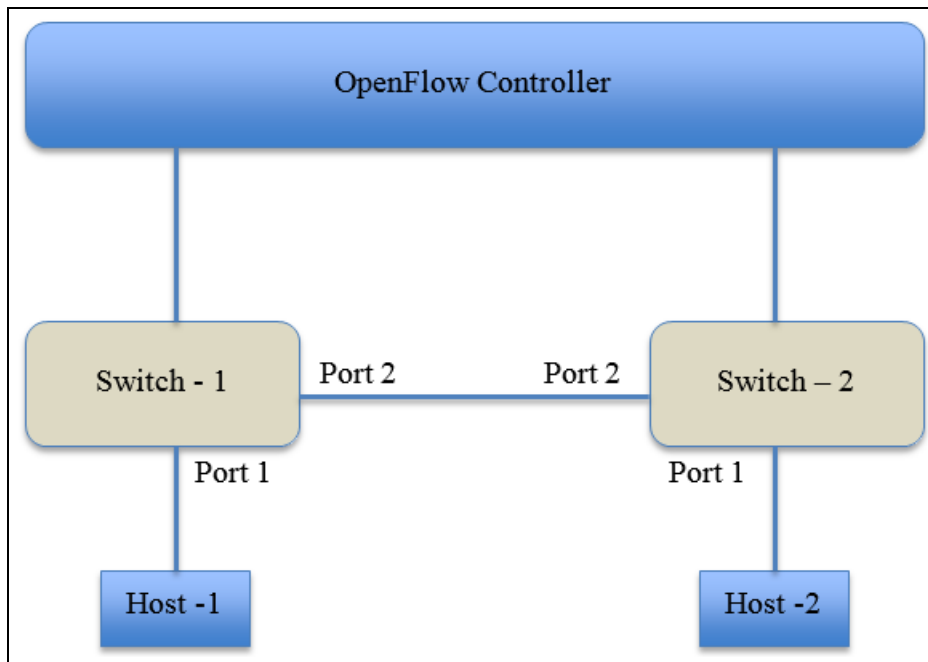 OpenFlow Controller
Switch - 1
Port 2
Port 2
Switch – 2
Port 1
Port 1
Host -1
Host -2